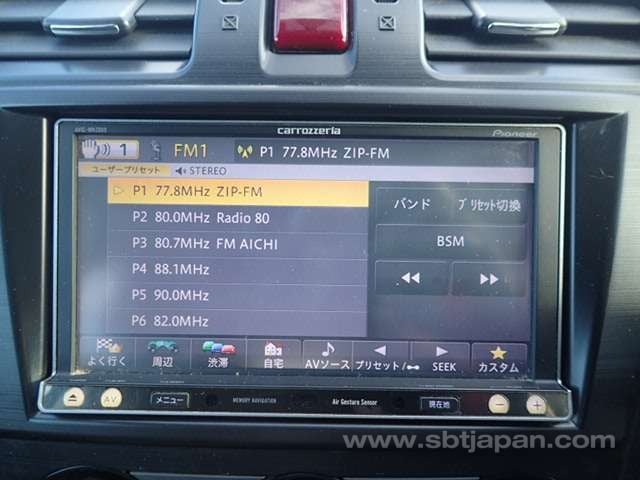 carrozzeria
Pioneer
1 FM1 P1 77.8MHz ZIP-FM
ユーザープリセット STEREO
P1 77.8MHz ZIP-FM
P2 80.0MHz Radio 80
P3 80.7MHz FM AICHI
P4 88.1MHz
P5 90.0MHz
P6 82.0MHz
バンド プリセット切換
BSM
よく行く 周辺 渋滞 自宅 AVソース プリセット/ SEEK カスタム
AV メニュー MEMORY NAVIGATION Air Gesture Sensor 現在地 − +
www.sbtjapan.com